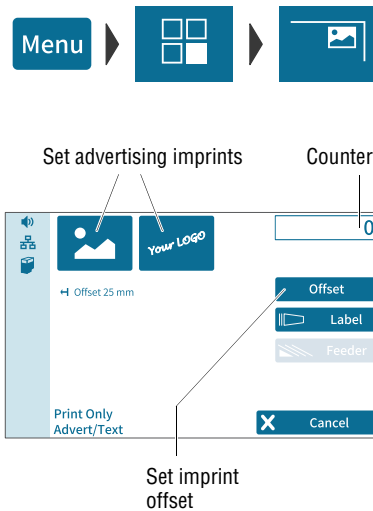 Menu
Set advertising imprints
Counter
Your LOGO
0
Offset 25 mm
Offset
Label
Feeder
Print Only
Advert/Text
Cancel
Set imprint
offset